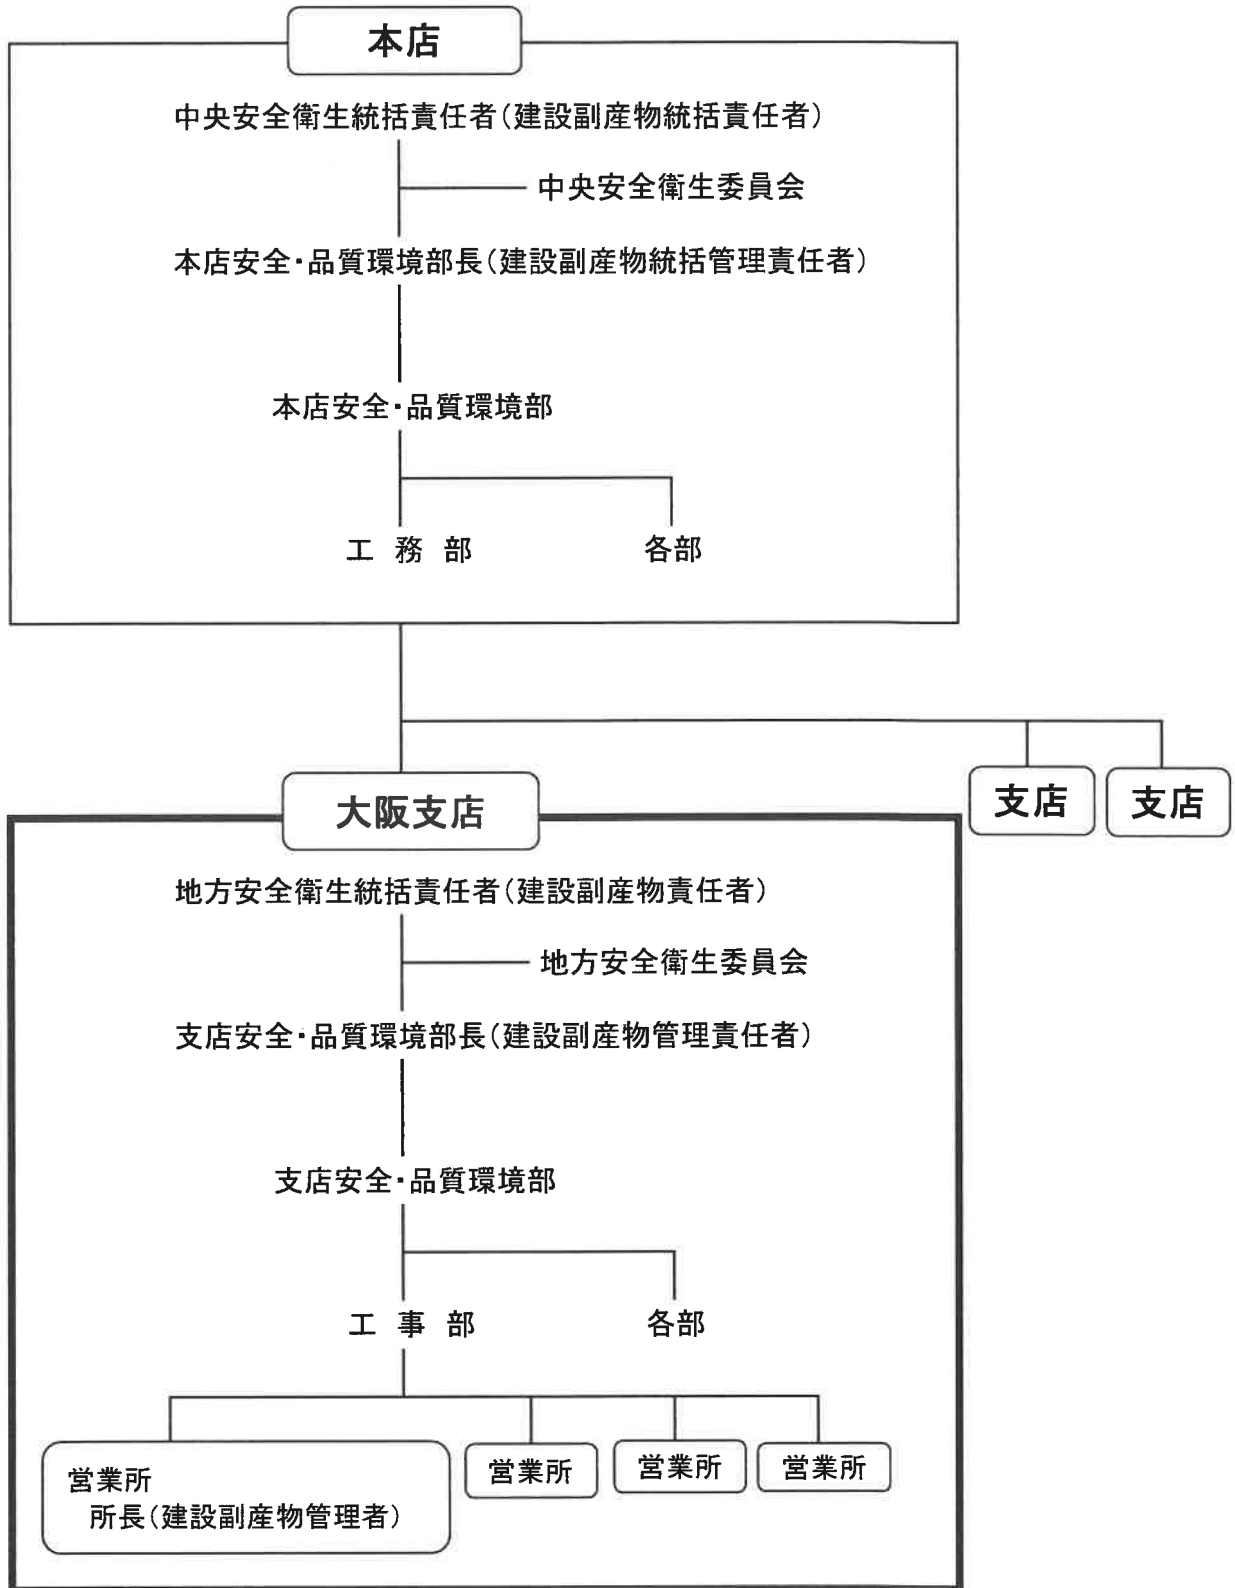 本店
中央安全衛生統括責任者(建設副産物統括責任者)
中央安全衛生委員会
本店安全・品質環境部長(建設副産物統括管理責任者)
本店安全・品質環境部
工務部 各部
支店 支店
大阪支店
地方安全衛生統括責任者(建設副産物責任者)
地方安全衛生委員会
支店安全・品質環境部長(建設副産物管理責任者)
支店安全・品質環境部
工事部 各部
営業所
所長(建設副産物管理者)
営業所 営業所 営業所